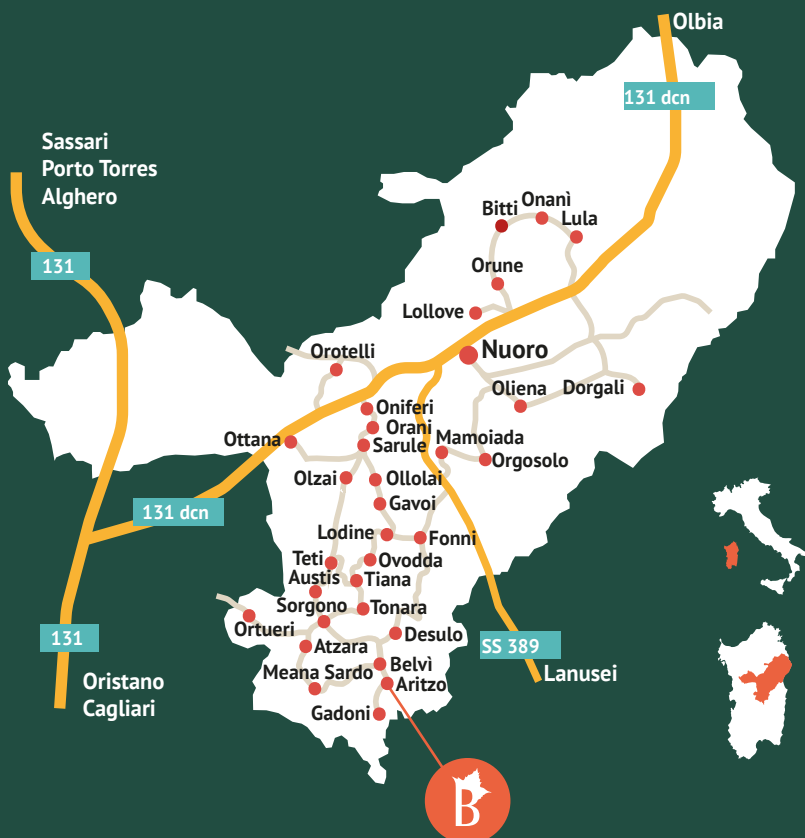 Olbia
131 dcn
Sassari
Porto Torres
Alghero
131
Bitti
Onanì
Lula
Orune
Lollove
Nuoro
Orotelli
Oliena
Dorgali
Oniferi
Orani
Ottana
Sarule
Mamoiada
Orgosolo
Olzai
Ollolai
Gavoi
131 dcn
Lodine
Fonni
Teti
Ovodda
Austis
Tiana
Sorgono
Tonara
Ortueri
Desulo
131
Atzara
SS 389
Belvì
Meana Sardo
Lanusei
Oristano
Cagliari
Aritzo
Gadoni
B